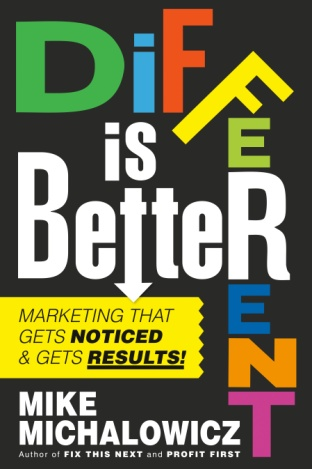 DiFFERENT
is
Better
MARKETING THAT
GETS NOTICED
& GETS RESULTS!
MIKE
MICHALOWICZ
Author of FIX THIS NEXT and PROFIT FIRST